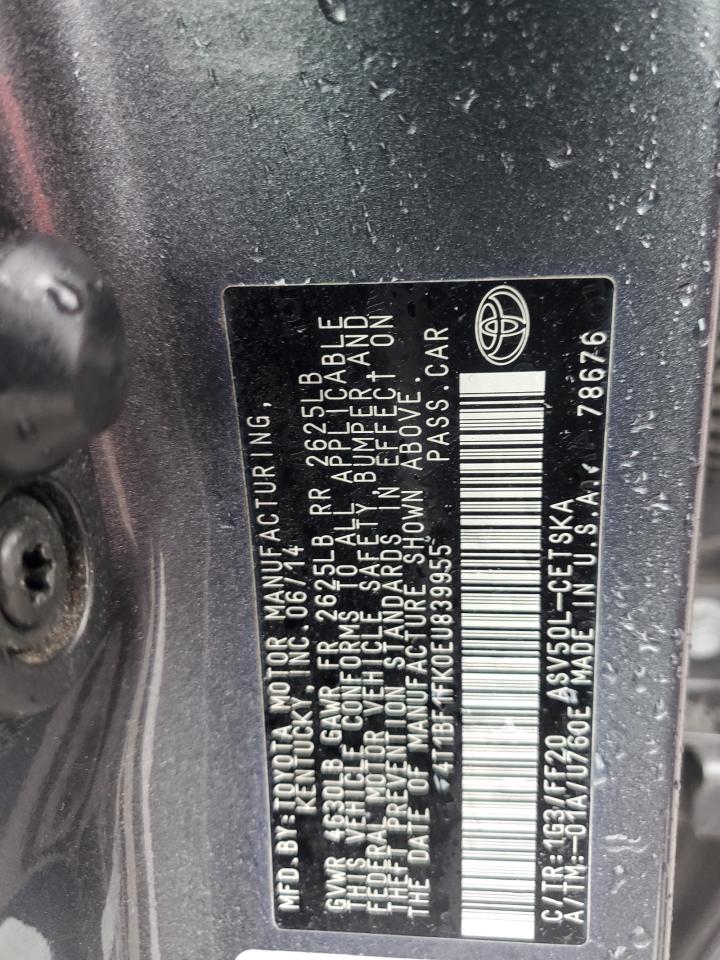 MFD. BY: TOYOTA MOTOR MANUFACTURING,
KENTUCKY, INC. 06/14
GVWR 4630LB GAWR FR 2625LB RR 2625LB
THIS VEHICLE CONFORMS TO ALL APPLICABLE
FEDERAL MOTOR VEHICLE SAFETY, BUMPER AND
THEFT PREVENTION STANDARDS IN EFFECT ON
THE DATE OF MANUFACTURE SHOWN ABOVE.
4T1BF1FK0EU839955 PASS. CAR
C/TR: 1G3/FF20 ASV50L-CETSKA
A/TM: -01A/U760E MADE IN U.S.A. 78676